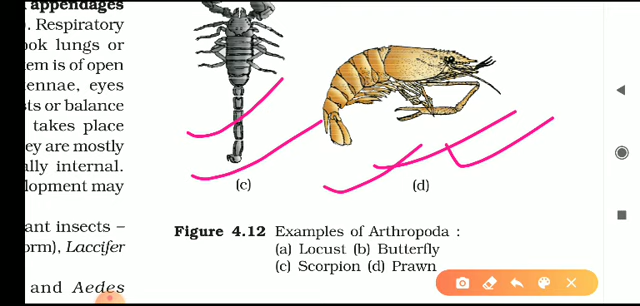 appendages
. Respiratory
ook lungs or
em is of open
ennae, eyes
sts or balance
takes place
ey are mostly
ally internal.
lopment may
ant insects –
orm), Laccifer
and Aedes
(c)
(d)
Figure 4.12 Examples of Arthropoda :
(a) Locust (b) Butterfly
(c) Scorpion (d) Prawn